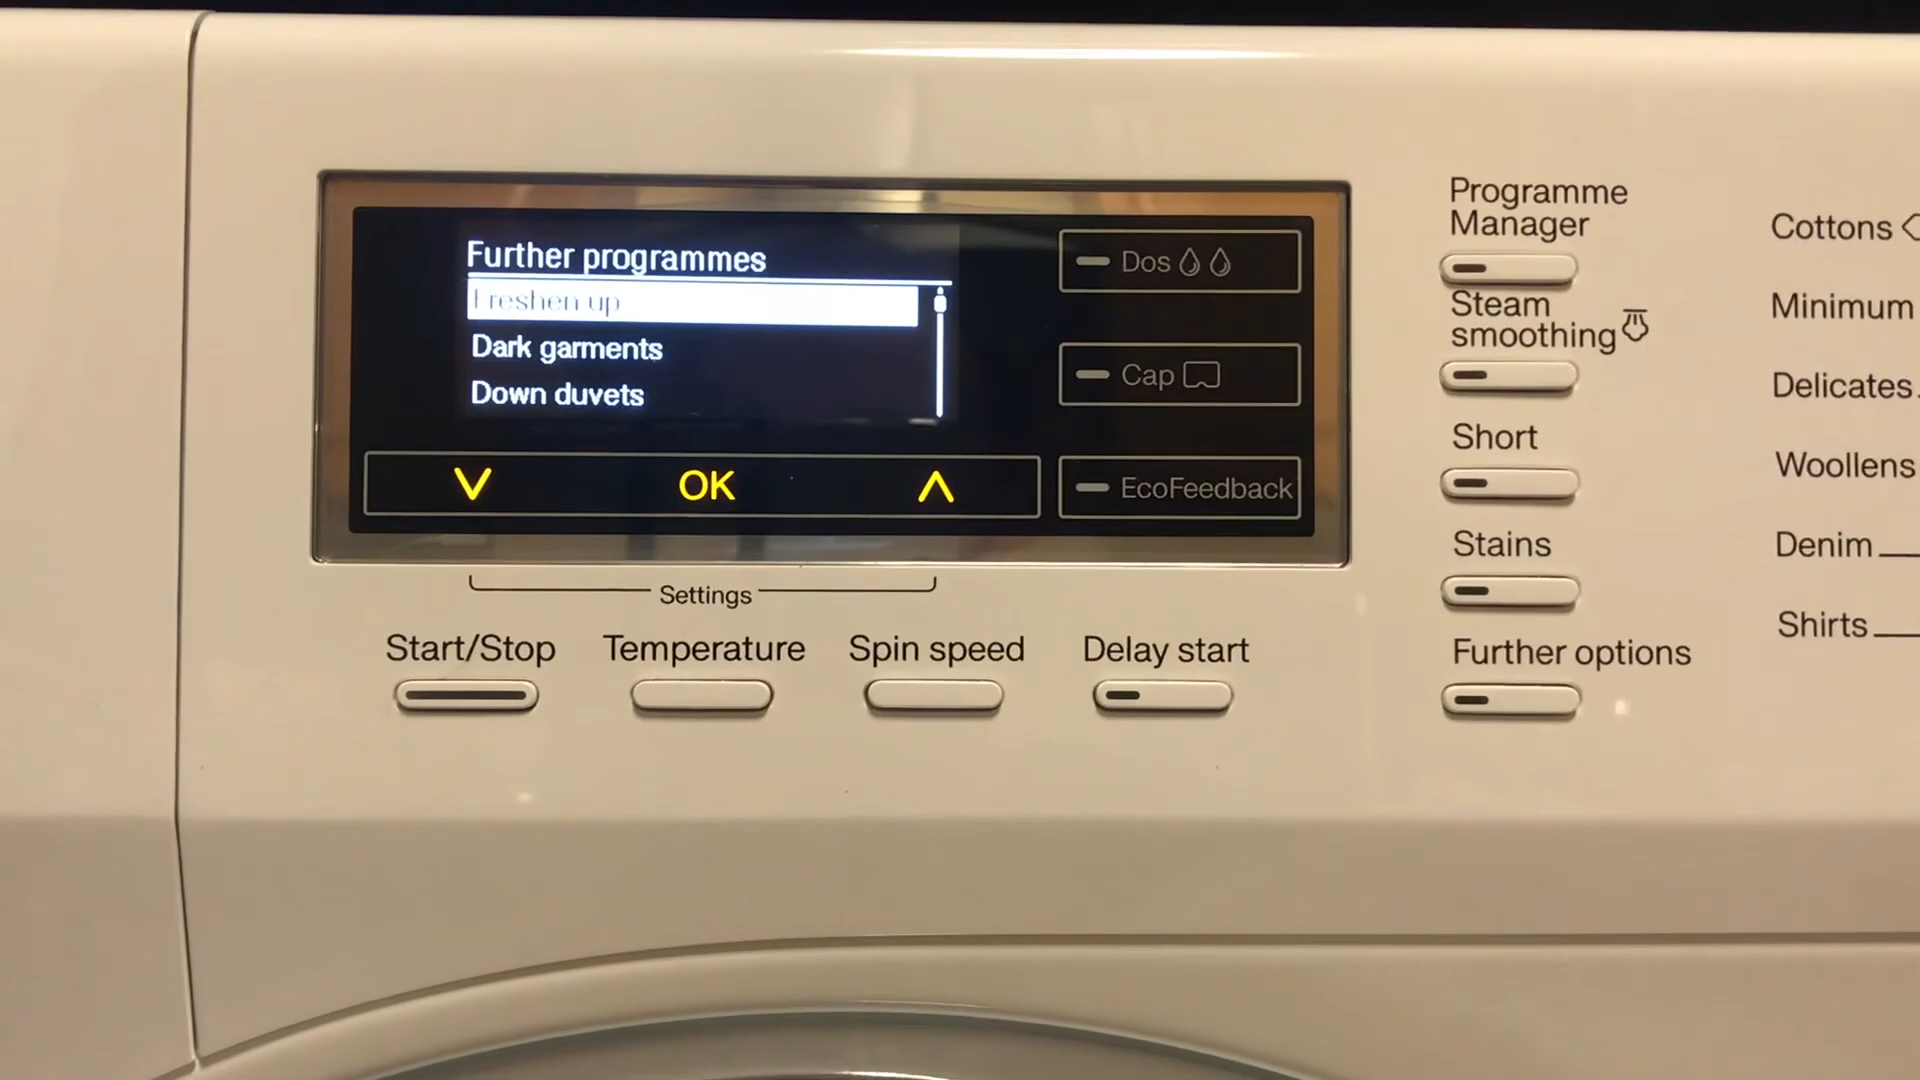 Further programmes
Freshen up
Dark garments
Down duvets
OK
Dos
Cap
EcoFeedback
Settings
Start/Stop
Temperature
Spin speed
Delay start
Programme
Manager
Steam
smoothing
Short
Stains
Further options
Cottons
Minimum
Delicates
Woollens
Denim
Shirts